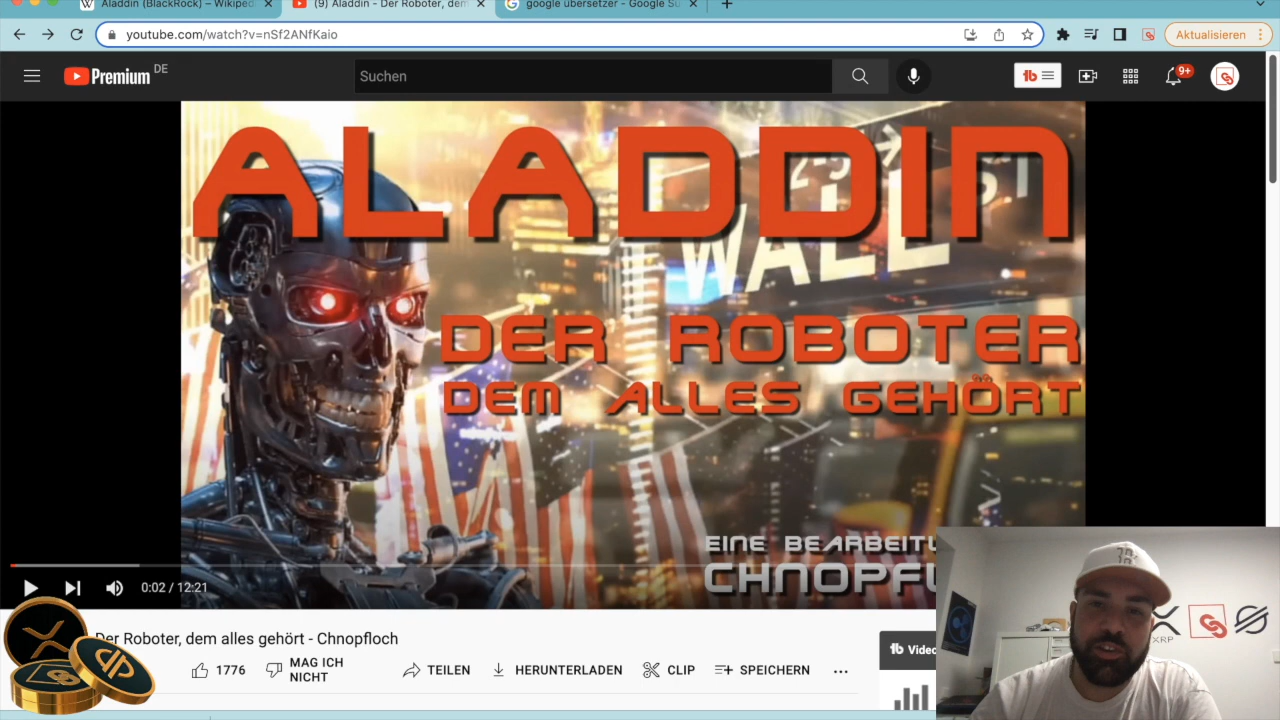 Aladdin (BlackRock) – Wikiped
(9) Aladdin - Der Roboter, dem
google übersetzer - Google Su
youtube.com/watch?v=nSf2ANfKaio
Aktualisieren
Premium DE
Suchen
9+
ALADDIN
WALL ST
DER ROBOTER
DEM ALLES GEHÖRT
EINE BEARBEITU
CHNOPFL
0:02 / 12:21
Der Roboter, dem alles gehört - Chnopfloch
1776
MAG ICH NICHT
TEILEN
HERUNTERLADEN
CLIP
SPEICHERN
Video
XRP